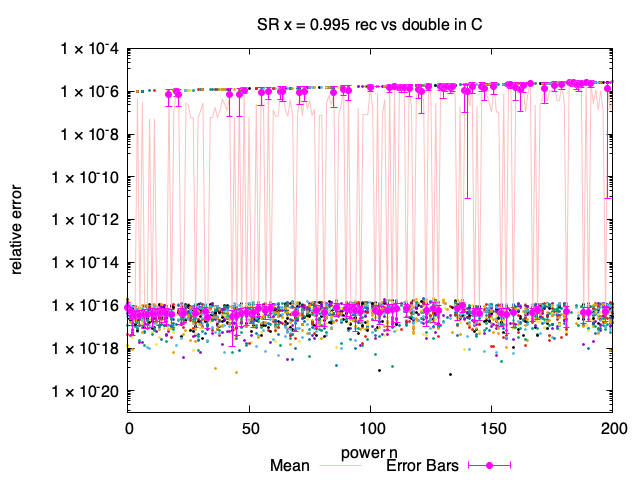 SR x = 0.995 rec vs double in C
1 × 10⁻⁴
1 × 10⁻⁶
1 × 10⁻⁸
1 × 10⁻¹⁰
1 × 10⁻¹²
1 × 10⁻¹⁴
1 × 10⁻¹⁶
1 × 10⁻¹⁸
1 × 10⁻²⁰
relative error
0 50 100 150 200
power n
Mean Error Bars